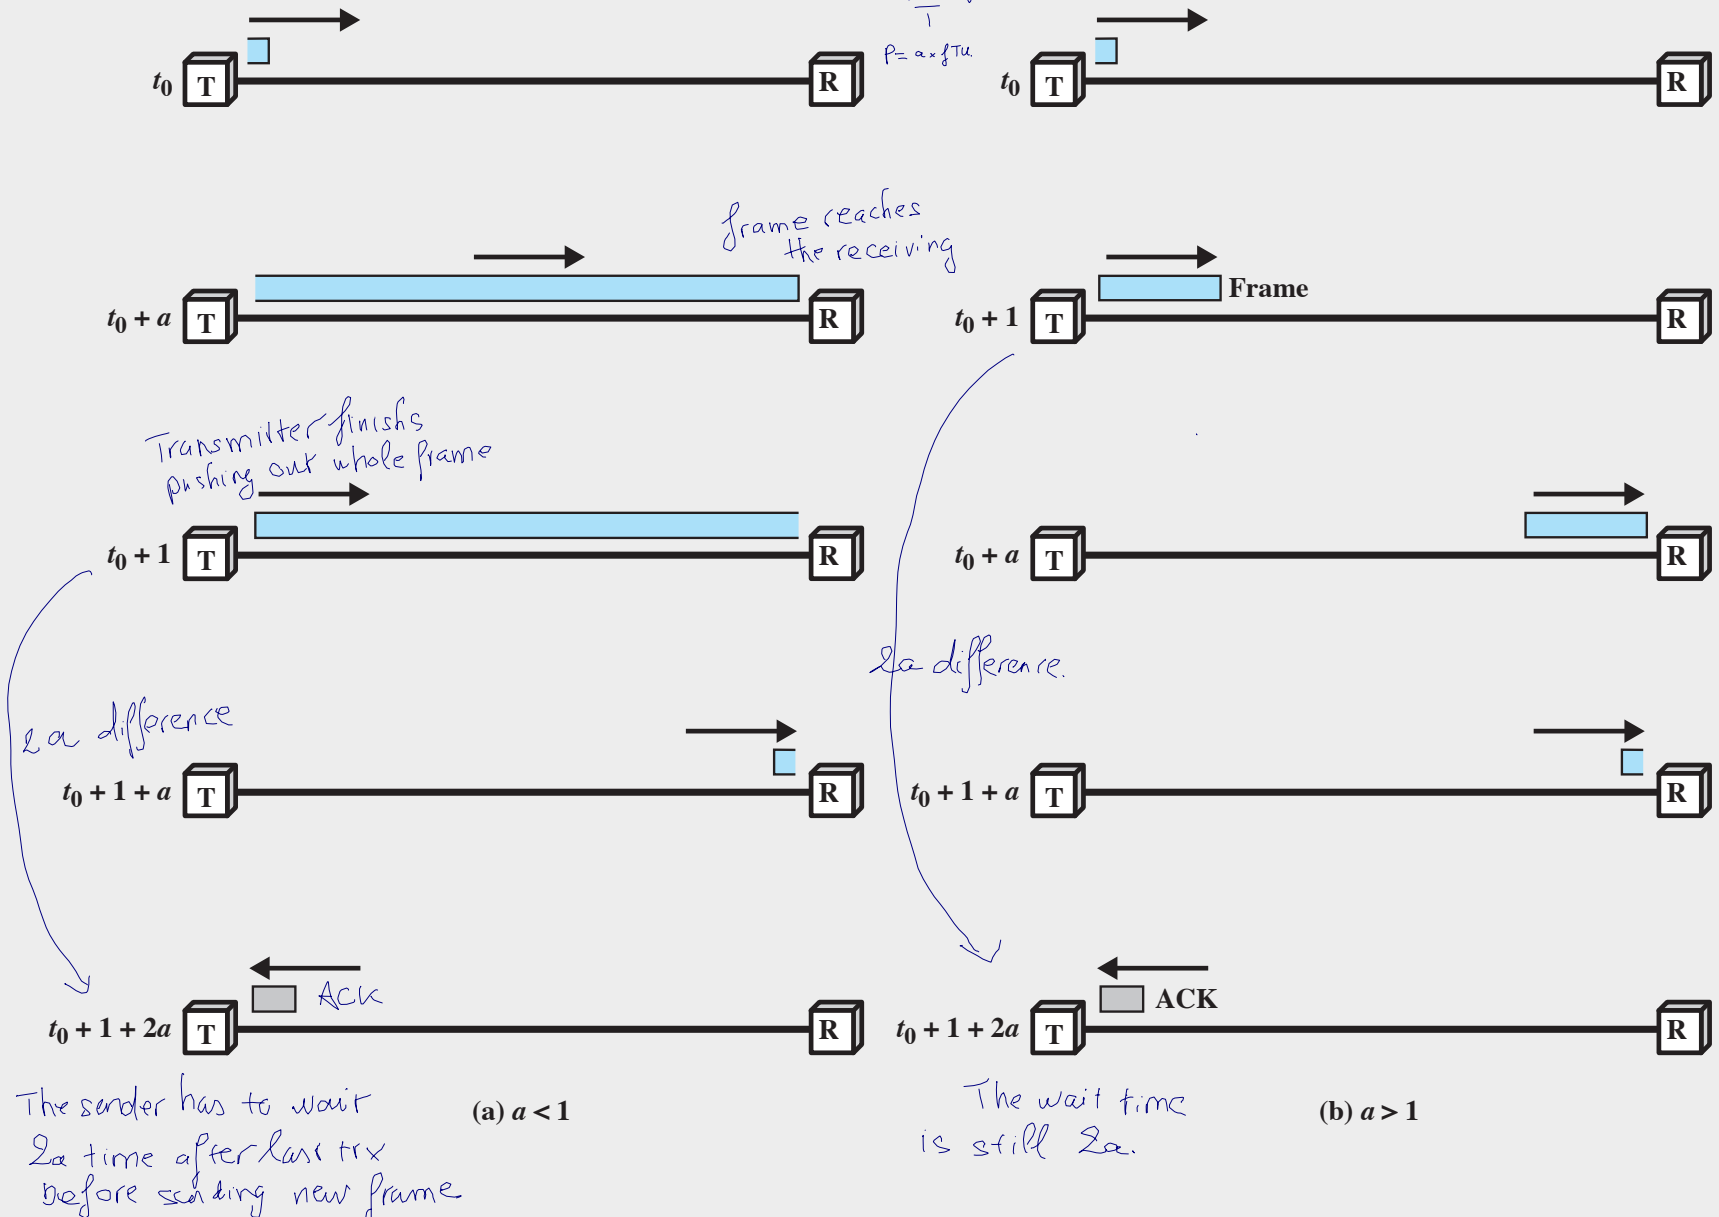 P = a × f Tu.
t0 T R
t0 T R
frame reaches
the receiving
t0 + a T R
t0 + 1 T Frame R
Transmitter finishs
pushing out whole frame
t0 + 1 T R
t0 + a T R
2a difference
2a difference.
t0 + 1 + a T R
t0 + 1 + a T R
ACK
t0 + 1 + 2a T R
ACK
t0 + 1 + 2a T R
The sender has to wait
2a time after last trx
before sending new frame
(a) a < 1
The wait time
is still 2a.
(b) a > 1